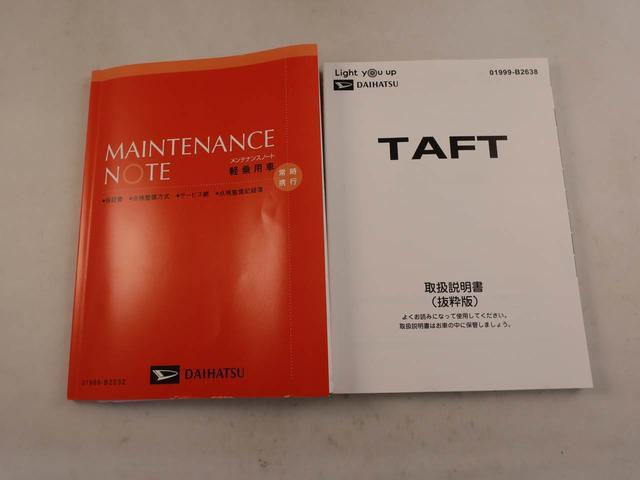 MAINTENANCE
NOTE
メンテナンスノート
軽乗用車
常時
携行
●保証書 ●点検整備方式 ●サービス網 ●点検整備記録簿
DAIHATSU
Light you up
01999-B2638
DAIHATSU
TAFT
取扱説明書
(抜粋版)
よくお読みになって使用してください。
取扱説明書はお車の中に保管しましょう。